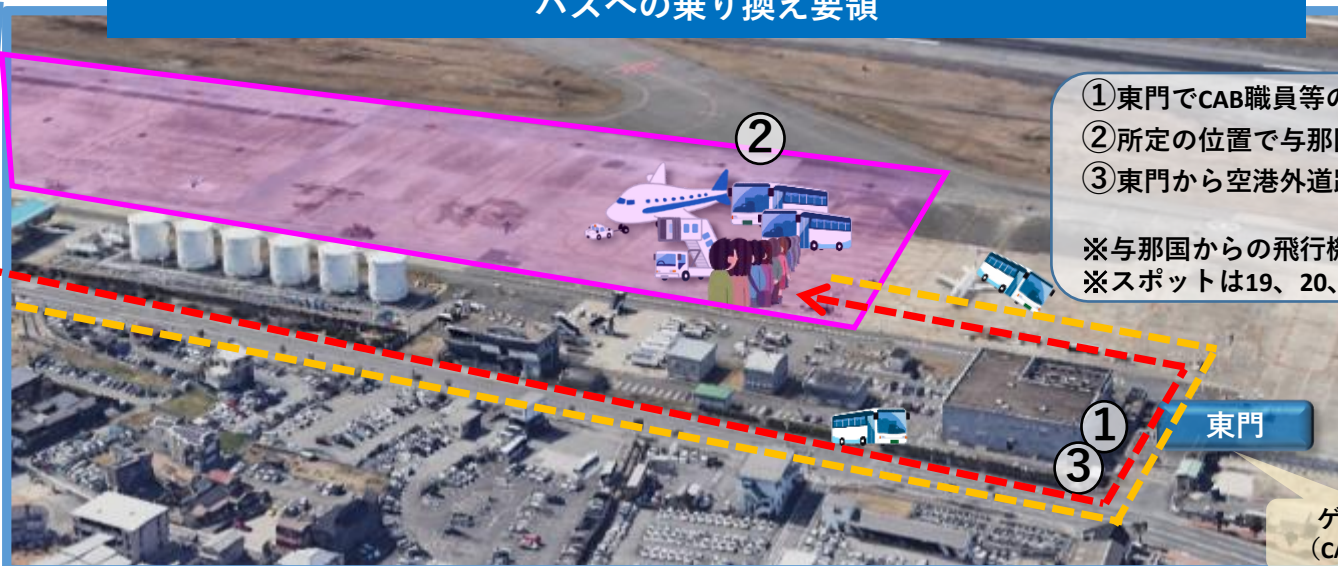 バスへの乗り換え要領
①東門でCAB職員等の
②所定の位置で与那
③東門から空港外道
※与那国からの飛行機
※スポットは19、20、
②
①
③
東門
ゲ
（CA